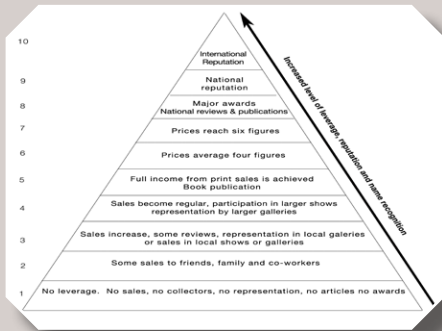 10
International
Reputation
9
National
reputation
8
Major awards
National reviews & publications
7
Prices reach six figures
6
Prices average four figures
5
Full income from print sales is achieved
Book publication
4
Sales become regular, participation in larger shows
representation by larger galleries
3
Sales increase, some reviews, representation in local galeries
or sales in local shows or galleries
2
Some sales to friends, family and co-workers
1
No leverage. No sales, no collectors, no representation, no articles no awards
Increased level of leverage, reputation and name recognition